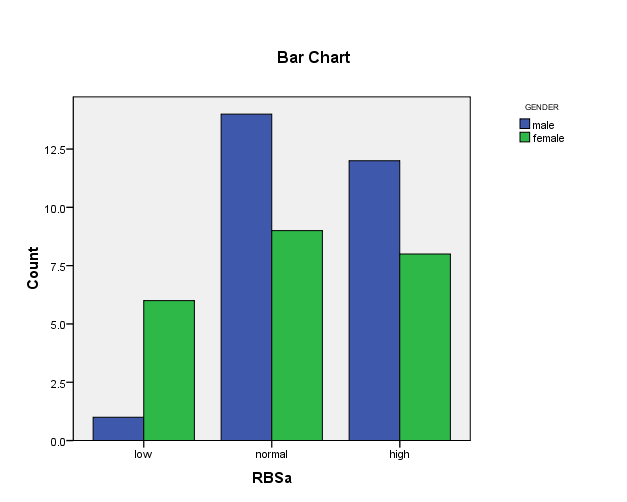 Bar Chart
GENDER
male
female
12.5
10.0
7.5
5.0
2.5
0.0
Count
low normal high
RBSa